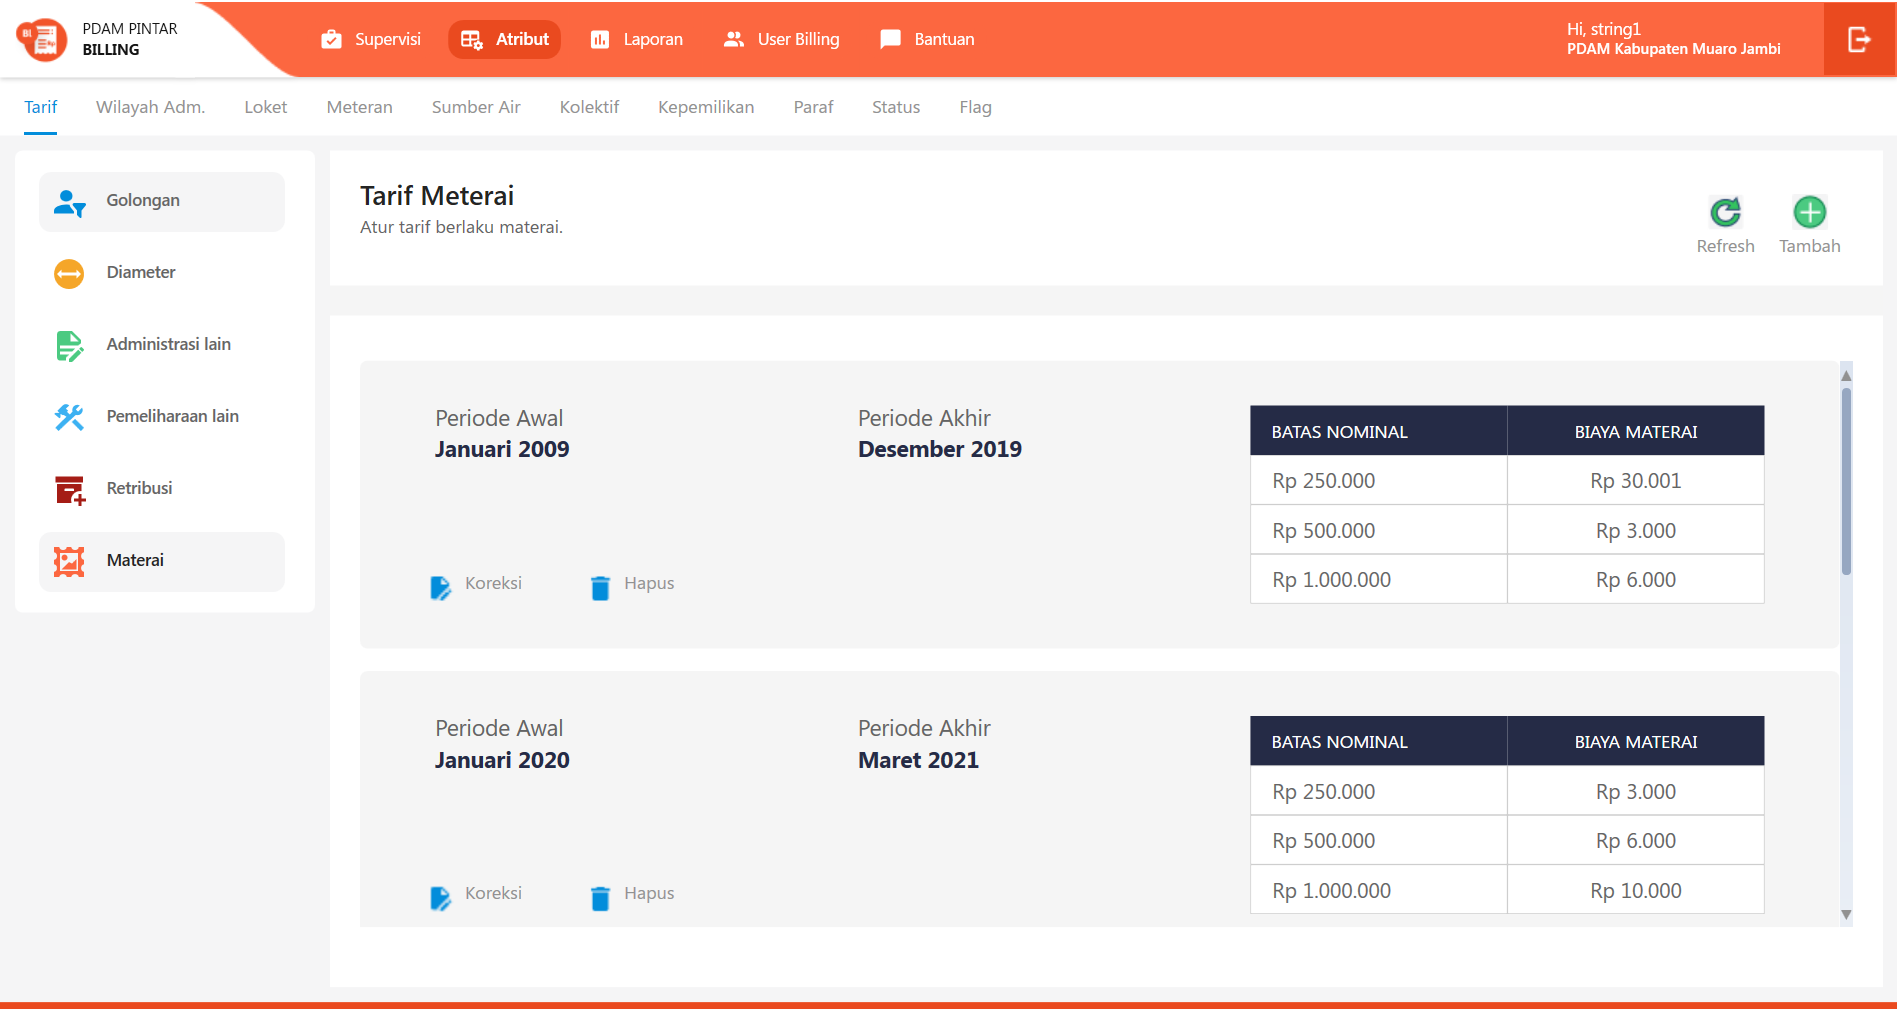 PDAM PINTAR
BILLING
Supervisi
Atribut
Laporan
User Billing
Bantuan
Hi, string1
PDAM Kabupaten Muaro Jambi
Tarif
Wilayah Adm.
Loket
Meteran
Sumber Air
Kolektif
Kepemilikan
Paraf
Status
Flag
Golongan
Diameter
Administrasi lain
Pemeliharaan lain
Retribusi
Materai
Tarif Meterai
Atur tarif berlaku materai.
Refresh
Tambah
Periode Awal
Januari 2009
Periode Akhir
Desember 2019
BATAS NOMINAL BIAYA MATERAI
Rp 250.000 Rp 30.001
Rp 500.000 Rp 3.000
Rp 1.000.000 Rp 6.000
Koreksi
Hapus
Periode Awal
Januari 2020
Periode Akhir
Maret 2021
BATAS NOMINAL BIAYA MATERAI
Rp 250.000 Rp 3.000
Rp 500.000 Rp 6.000
Rp 1.000.000 Rp 10.000
Koreksi
Hapus